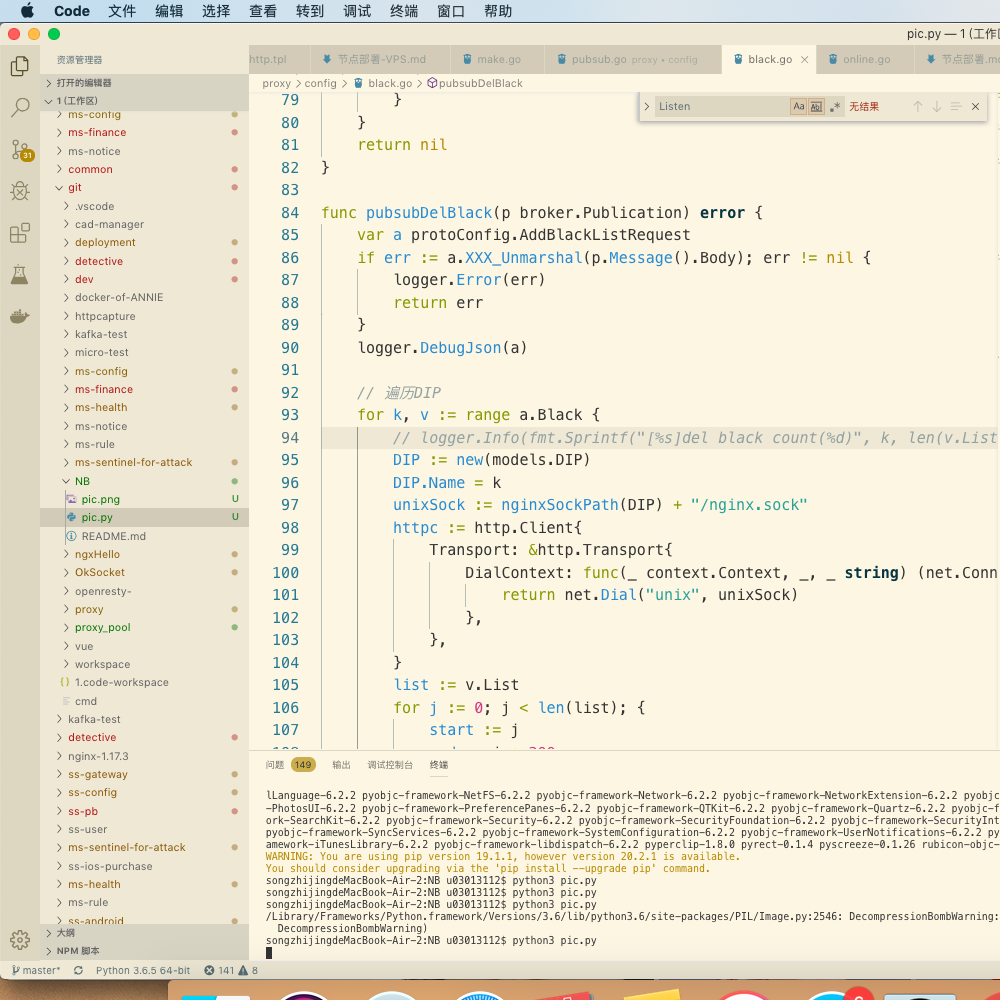 Code 文件 编辑 选择 查看 转到 调试 终端 窗口 帮助
pic.py — 1 (工作
资源管理器
http.tpl 节点部署-VPS.md make.go pubsub.go proxy • config black.go online.go 节点部署.m
打开的编辑器
proxy > config > black.go > pubsubDelBlack
1 (工作区)
ms-config
ms-finance
ms-notice
common
git
.vscode
cad-manager
deployment
detective
dev
docker-of-ANNIE
httpcapture
kafka-test
micro-test
ms-config
ms-finance
ms-health
ms-notice
ms-rule
ms-sentinel-for-attack
NB
pic.png U
pic.py U
README.md
ngxHello
OkSocket
openresty-
proxy
proxy_pool
vue
workspace
1.code-workspace
cmd
kafka-test
detective
nginx-1.17.3
ss-gateway
ss-config
ss-pb
ss-user
ms-sentinel-for-attack
ss-ios-purchase
ms-health
ms-rule
ss-android
大纲
NPM 脚本
31
Listen Aa Abl .* 无结果
79 }
80 }
81 return nil
82 }
83
84 func pubsubDelBlack(p broker.Publication) error {
85 var a protoConfig.AddBlackListRequest
86 if err := a.XXX_Unmarshal(p.Message().Body); err != nil {
87 logger.Error(err)
88 return err
89 }
90 logger.DebugJson(a)
91
92 // 遍历DIP
93 for k, v := range a.Black {
94 // logger.Info(fmt.Sprintf("[%s]del black count(%d)", k, len(v.List
95 DIP := new(models.DIP)
96 DIP.Name = k
97 unixSock := nginxSockPath(DIP) + "/nginx.sock"
98 httpc := http.Client{
99 Transport: &http.Transport{
100 DialContext: func(_ context.Context, _, _ string) (net.Conn
101 return net.Dial("unix", unixSock)
102 },
103 },
104 }
105 list := v.List
106 for j := 0; j < len(list); {
107 start := j
问题 149 输出 调试控制台 终端
lLanguage-6.2.2 pyobjc-framework-NetFS-6.2.2 pyobjc-framework-Network-6.2.2 pyobjc-framework-NetworkExtension-6.2.2 pyobjc
-PhotosUI-6.2.2 pyobjc-framework-PreferencePanes-6.2.2 pyobjc-framework-QTKit-6.2.2 pyobjc-framework-Quartz-6.2.2 pyobjc-f
ork-SearchKit-6.2.2 pyobjc-framework-Security-6.2.2 pyobjc-framework-SecurityFoundation-6.2.2 pyobjc-framework-SecurityInt
pyobjc-framework-SyncServices-6.2.2 pyobjc-framework-SystemConfiguration-6.2.2 pyobjc-framework-UserNotifications-6.2.2 py
amework-iTunesLibrary-6.2.2 pyobjc-framework-libdispatch-6.2.2 pyperclip-1.8.0 pyrect-0.1.4 pyscreeze-0.1.26 rubicon-objc-
WARNING: You are using pip version 19.1.1, however version 20.2.1 is available.
You should consider upgrading via the 'pip install --upgrade pip' command.
songzhijingdeMacBook-Air-2:NB u03013112$ python3 pic.py
songzhijingdeMacBook-Air-2:NB u03013112$ python3 pic.py
songzhijingdeMacBook-Air-2:NB u03013112$ python3 pic.py
/Library/Frameworks/Python.framework/Versions/3.6/lib/python3.6/site-packages/PIL/Image.py:2546: DecompressionBombWarning:
DecompressionBombWarning)
songzhijingdeMacBook-Air-2:NB u03013112$ python3 pic.py
master* Python 3.6.5 64-bit 141 8